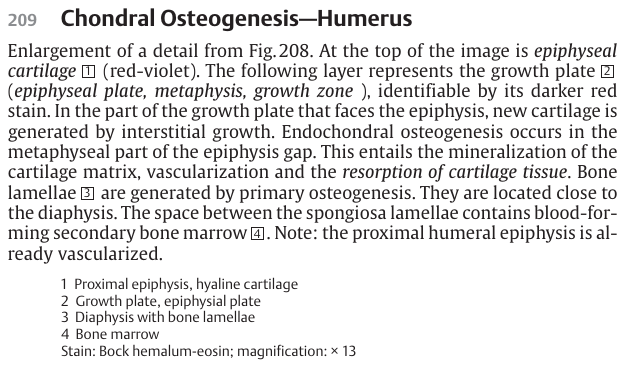 209 Chondral Osteogenesis—Humerus
Enlargement of a detail from Fig. 208. At the top of the image is epiphyseal
cartilage 1 (red-violet). The following layer represents the growth plate 2
(epiphyseal plate, metaphysis, growth zone ), identifiable by its darker red
stain. In the part of the growth plate that faces the epiphysis, new cartilage is
generated by interstitial growth. Endochondral osteogenesis occurs in the
metaphyseal part of the epiphysis gap. This entails the mineralization of the
cartilage matrix, vascularization and the resorption of cartilage tissue. Bone
lamellae 3 are generated by primary osteogenesis. They are located close to
the diaphysis. The space between the spongiosa lamellae contains blood-for-
ming secondary bone marrow 4. Note: the proximal humeral epiphysis is al-
ready vascularized.
1 Proximal epiphysis, hyaline cartilage
2 Growth plate, epiphysial plate
3 Diaphysis with bone lamellae
4 Bone marrow
Stain: Bock hemalum-eosin; magnification: × 13